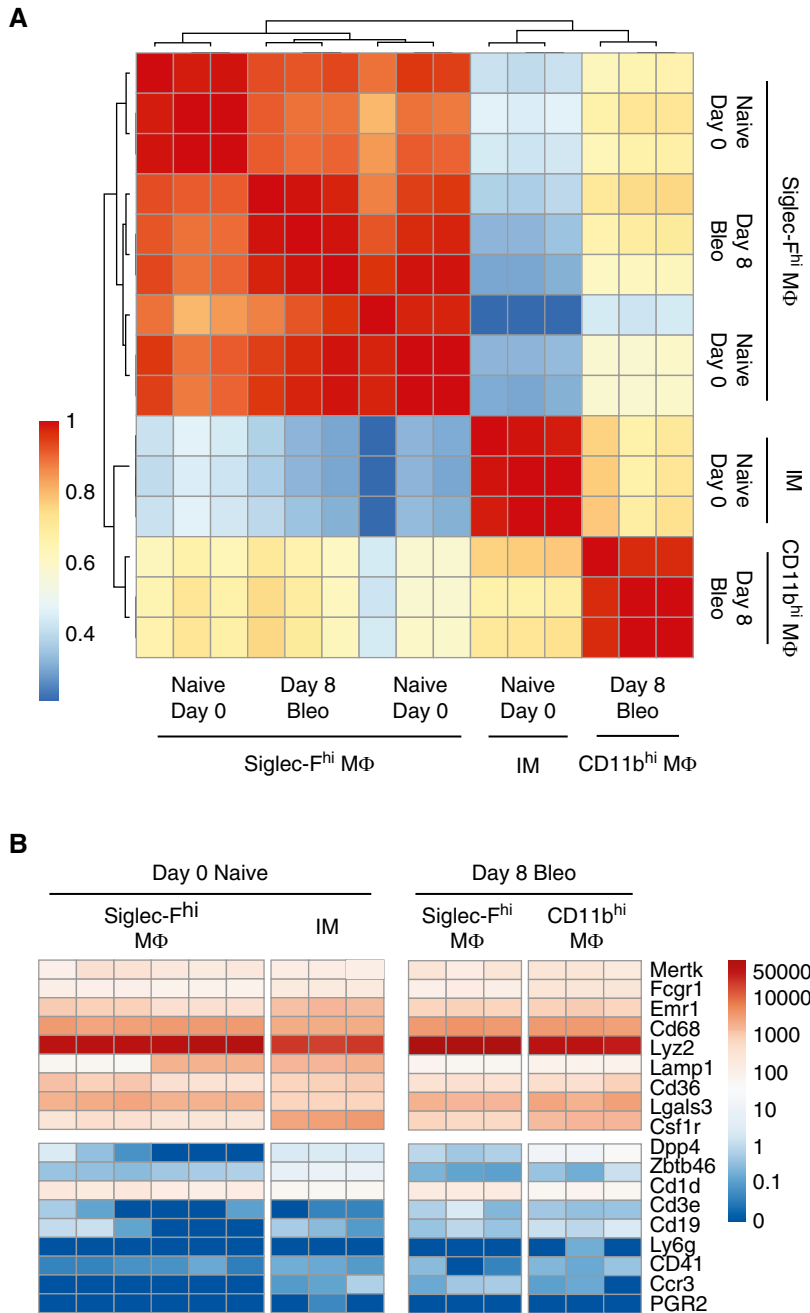 A
Naive
Day 0
Day 8
Bleo
Naive
Day 0
Naive
Day 0
Day 8
Bleo
Siglec-Fhi MΦ
IM
CD11bhi MΦ
1
0.8
0.6
0.4
Naive
Day 0
Day 8
Bleo
Naive
Day 0
Naive
Day 0
Day 8
Bleo
Siglec-Fhi MΦ
IM
CD11bhi MΦ
B
Day 0 Naive
Day 8 Bleo
Siglec-Fhi
MΦ
IM
Siglec-Fhi
MΦ
CD11bhi
MΦ
Mertk
Fcgr1
Emr1
Cd68
Lyz2
Lamp1
Cd36
Lgals3
Csf1r
Dpp4
Zbtb46
Cd1d
Cd3e
Cd19
Ly6g
CD41
Ccr3
PGR2
50000
10000
1000
100
10
1
0.1
0